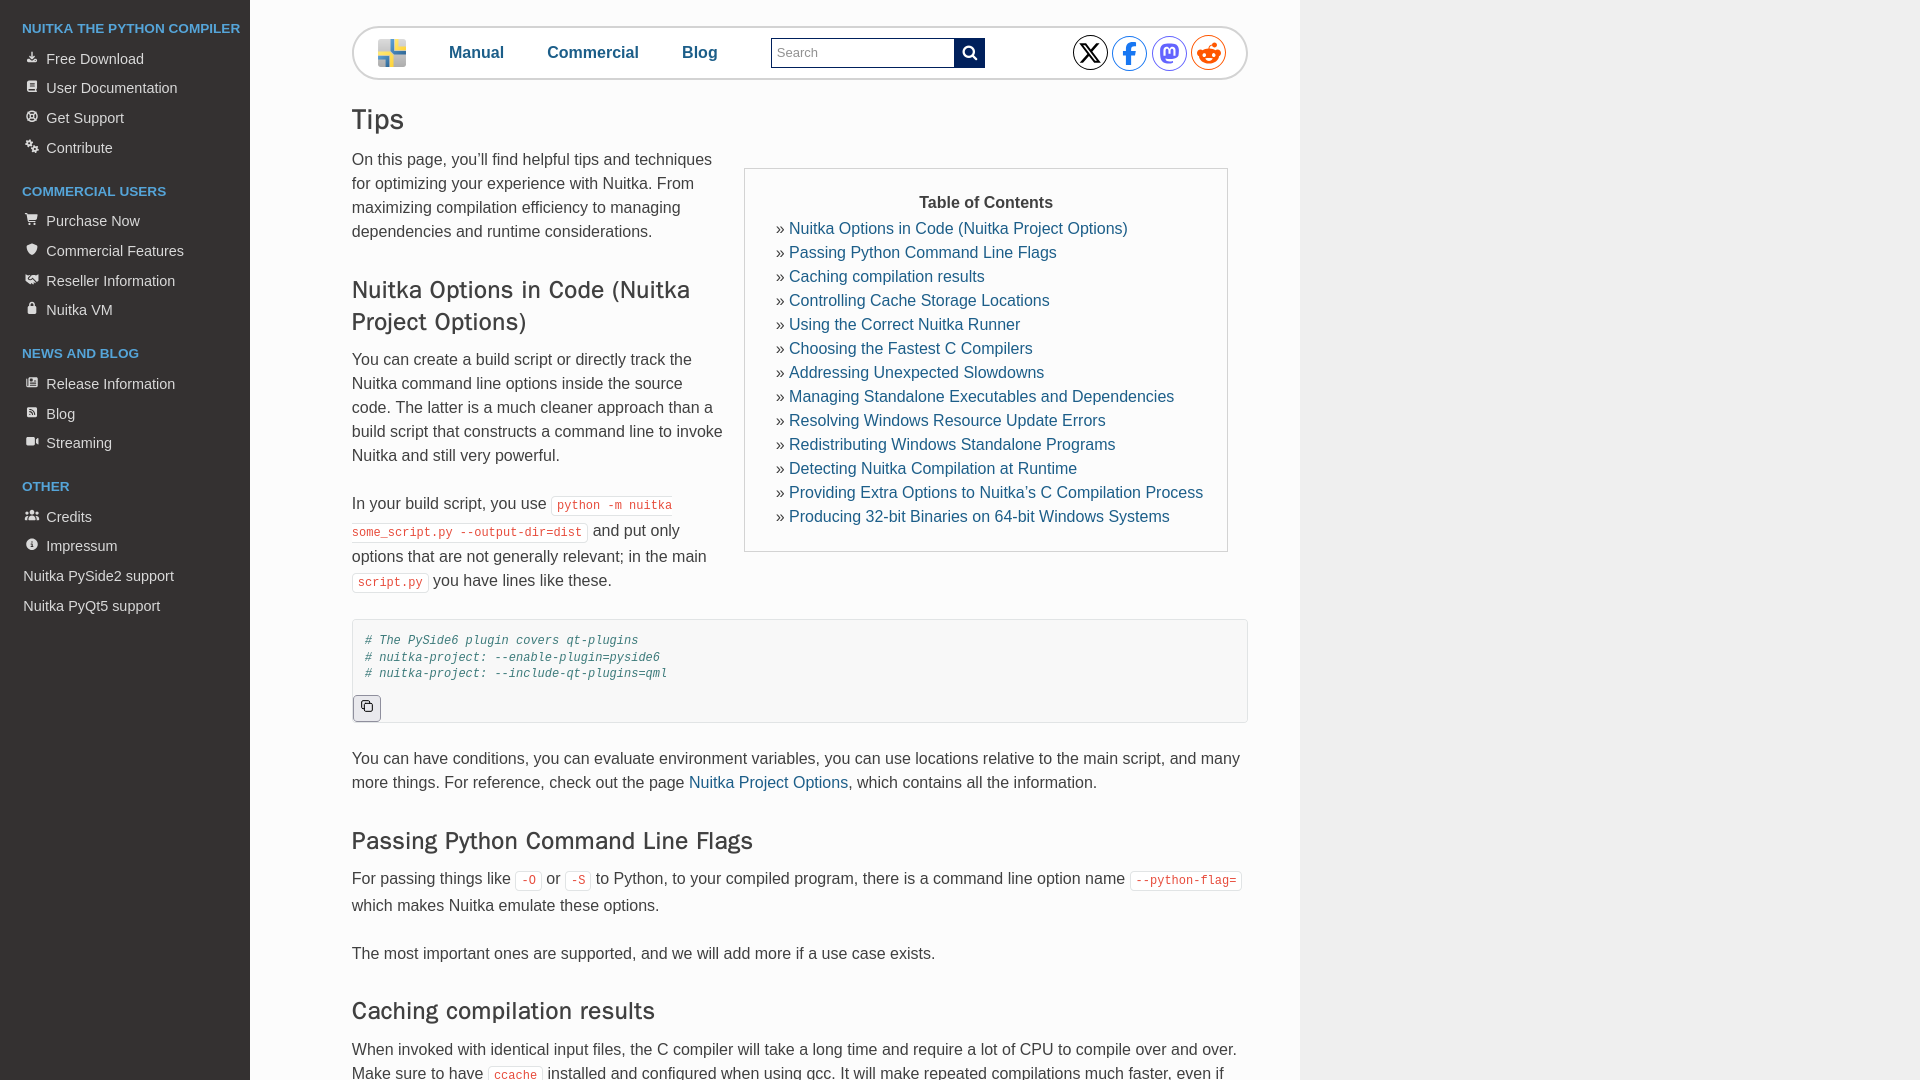 NUITKA THE PYTHON COMPILER
Free Download
User Documentation
Get Support
Contribute
COMMERCIAL USERS
Purchase Now
Commercial Features
Reseller Information
Nuitka VM
NEWS AND BLOG
Release Information
Blog
Streaming
OTHER
Credits
Impressum
Nuitka PySide2 support
Nuitka PyQt5 support
Manual
Commercial
Blog
Search
Tips
On this page, you’ll find helpful tips and techniques
for optimizing your experience with Nuitka. From
maximizing compilation efficiency to managing
dependencies and runtime considerations.
Table of Contents
» Nuitka Options in Code (Nuitka Project Options)
» Passing Python Command Line Flags
» Caching compilation results
» Controlling Cache Storage Locations
» Using the Correct Nuitka Runner
» Choosing the Fastest C Compilers
» Addressing Unexpected Slowdowns
» Managing Standalone Executables and Dependencies
» Resolving Windows Resource Update Errors
» Redistributing Windows Standalone Programs
» Detecting Nuitka Compilation at Runtime
» Providing Extra Options to Nuitka’s C Compilation Process
» Producing 32-bit Binaries on 64-bit Windows Systems
Nuitka Options in Code (Nuitka
Project Options)
You can create a build script or directly track the
Nuitka command line options inside the source
code. The latter is a much cleaner approach than a
build script that constructs a command line to invoke
Nuitka and still very powerful.
In your build script, you use python -m nuitka
some_script.py --output-dir=dist and put only
options that are not generally relevant; in the main
script.py you have lines like these.
# The PySide6 plugin covers qt-plugins
# nuitka-project: --enable-plugin=pyside6
# nuitka-project: --include-qt-plugins=qml
You can have conditions, you can evaluate environment variables, you can use locations relative to the main script, and many
more things. For reference, check out the page Nuitka Project Options, which contains all the information.
Passing Python Command Line Flags
For passing things like -O or -S to Python, to your compiled program, there is a command line option name --python-flag=
which makes Nuitka emulate these options.
The most important ones are supported, and we will add more if a use case exists.
Caching compilation results
When invoked with identical input files, the C compiler will take a long time and require a lot of CPU to compile over and over.
Make sure to have ccache installed and configured when using gcc. It will make repeated compilations much faster, even if